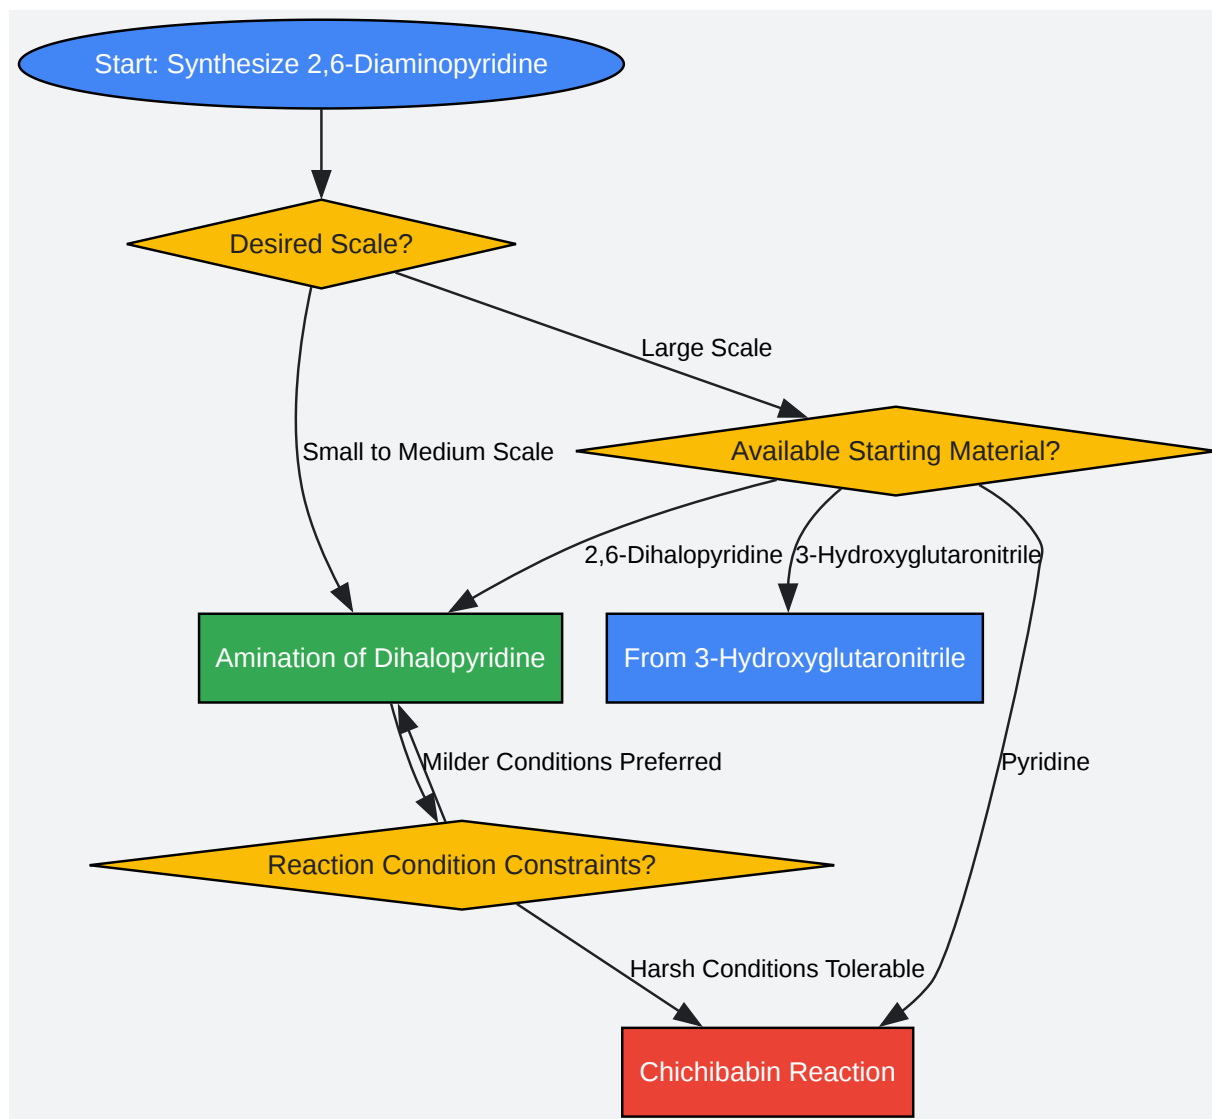 Start: Synthesize 2,6-Diaminopyridine
Desired Scale?
Large Scale
Small to Medium Scale
Available Starting Material?
2,6-Dihalopyridine
3-Hydroxyglutaronitrile
Amination of Dihalopyridine
From 3-Hydroxyglutaronitrile
Milder Conditions Preferred
Pyridine
Reaction Condition Constraints?
Harsh Conditions Tolerable
Chichibabin Reaction